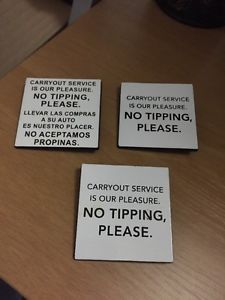 CARRYOUT SERVICE
IS OUR PLEASURE.
NO TIPPING,
PLEASE.
LLEVAR LAS COMPRAS
A SU AUTO
ES NUESTRO PLACER.
NO ACEPTAMOS
PROPINAS.
CARRYOUT SERVICE
IS OUR PLEASURE.
NO TIPPING,
PLEASE.
CARRYOUT SERVICE
IS OUR PLEASURE.
NO TIPPING,
PLEASE.